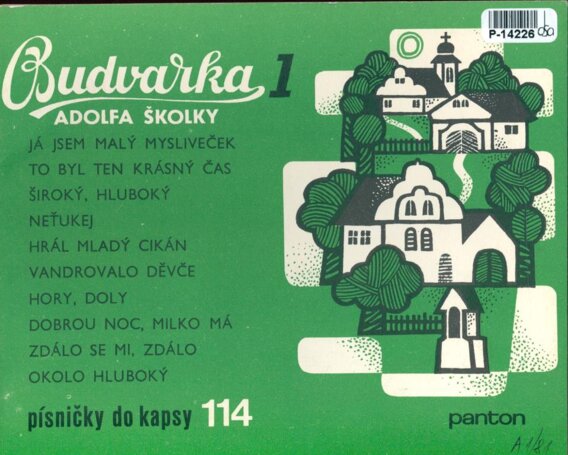 Budvarka 1
ADOLFA ŠKOLKY
JÁ JSEM MALÝ MYSLIVEČEK
TO BYL TEN KRÁSNÝ ČAS
ŠIROKÝ, HLUBOKÝ
NEŤUKEJ
HRÁL MLADÝ CIKÁN
VANDROVALO DĚVČE
HORY, DOLY
DOBROU NOC, MILKO MÁ
ZDÁLO SE MI, ZDÁLO
OKOLO HLUBOKÝ
písničky do kapsy 114
P-14226
panton